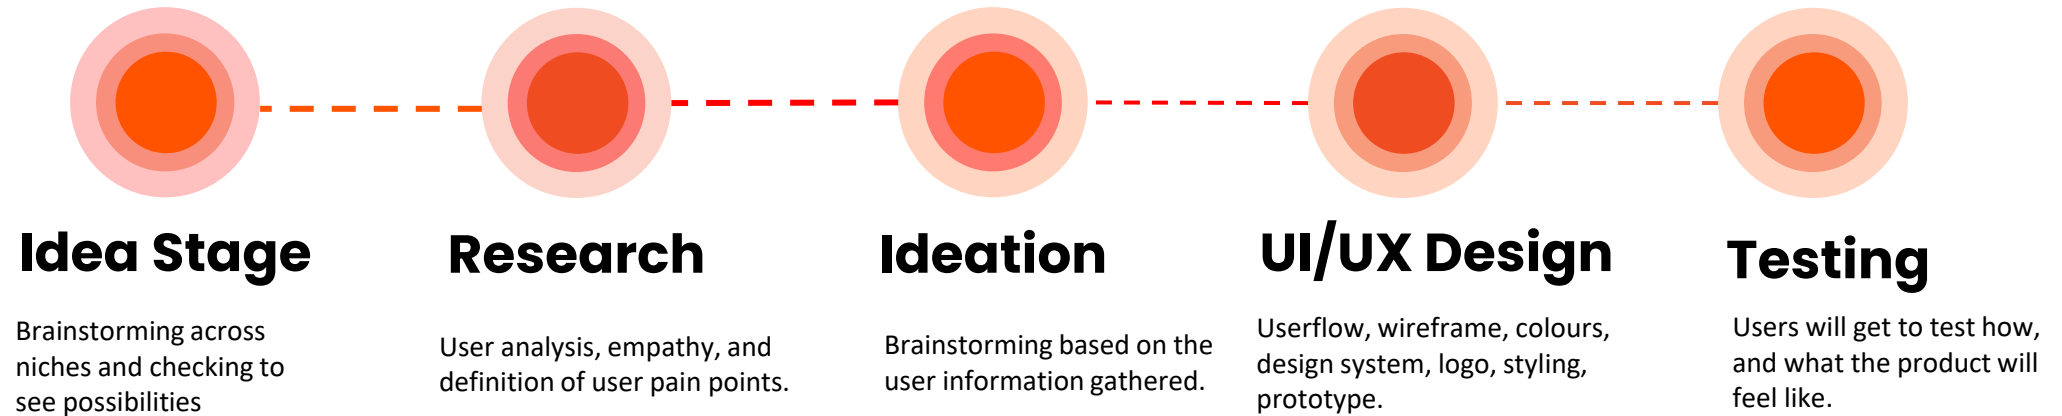 Idea Stage
Brainstorming across
niches and checking to
see possibilities
Research
User analysis, empathy, and
definition of user pain points.
Ideation
Brainstorming based on the
user information gathered.
UI/UX Design
Userflow, wireframe, colours,
design system, logo, styling,
prototype.
Testing
Users will get to test how,
and what the product will
feel like.